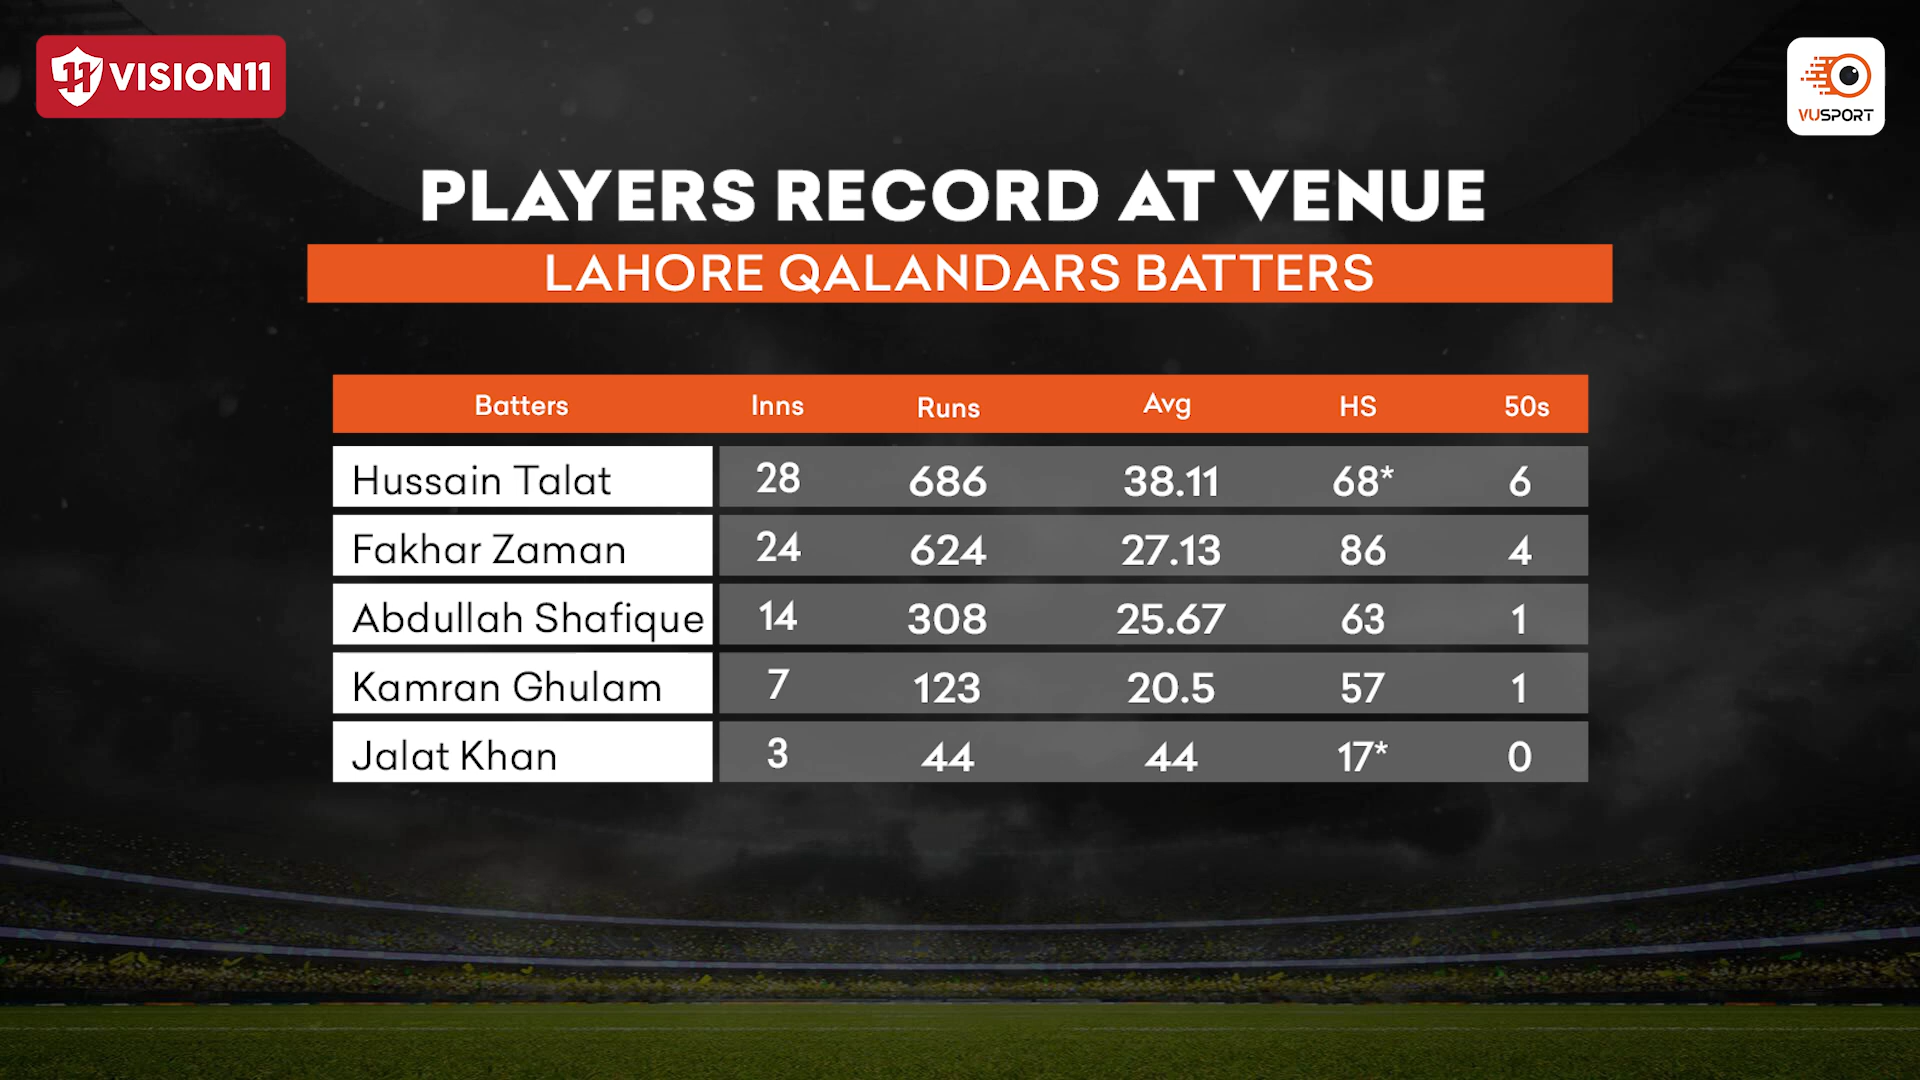 11 VISION11
VUSPORT
PLAYERS RECORD AT VENUE
LAHORE QALANDARS BATTERS
Batters Inns Runs Avg HS 50s
Hussain Talat 28 686 38.11 68* 6
Fakhar Zaman 24 624 27.13 86 4
Abdullah Shafique 14 308 25.67 63 1
Kamran Ghulam 7 123 20.5 57 1
Jalat Khan 3 44 44 17* 0